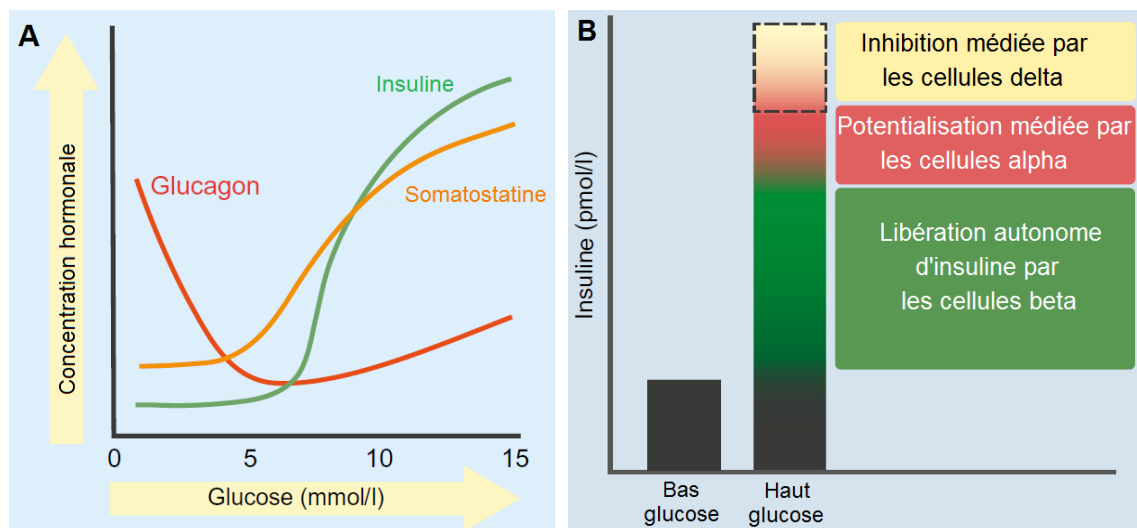 A
Concentration hormonale
Glucagon
Insuline
Somatostatine
0 5 10 15
Glucose (mmol/l)
B
Insuline (pmol/l)
Inhibition médiée par
les cellules delta
Potentialisation médiée par
les cellules alpha
Libération autonome
d'insuline par
les cellules beta
Bas
glucose
Haut
glucose